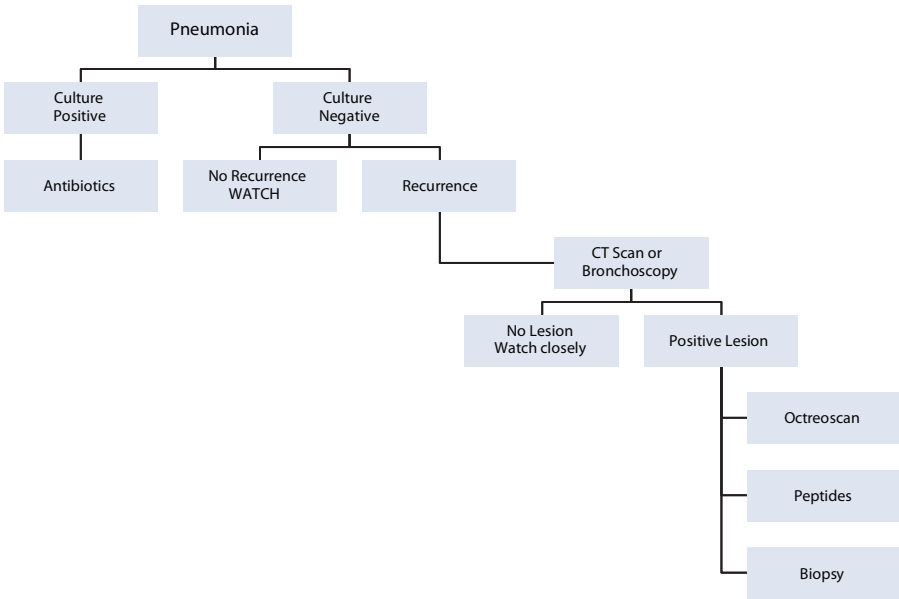 Pneumonia
Culture
Positive
Culture
Negative
Antibiotics
No Recurrence
WATCH
Recurrence
CT Scan or
Bronchoscopy
No Lesion
Watch closely
Positive Lesion
Octreoscan
Peptides
Biopsy